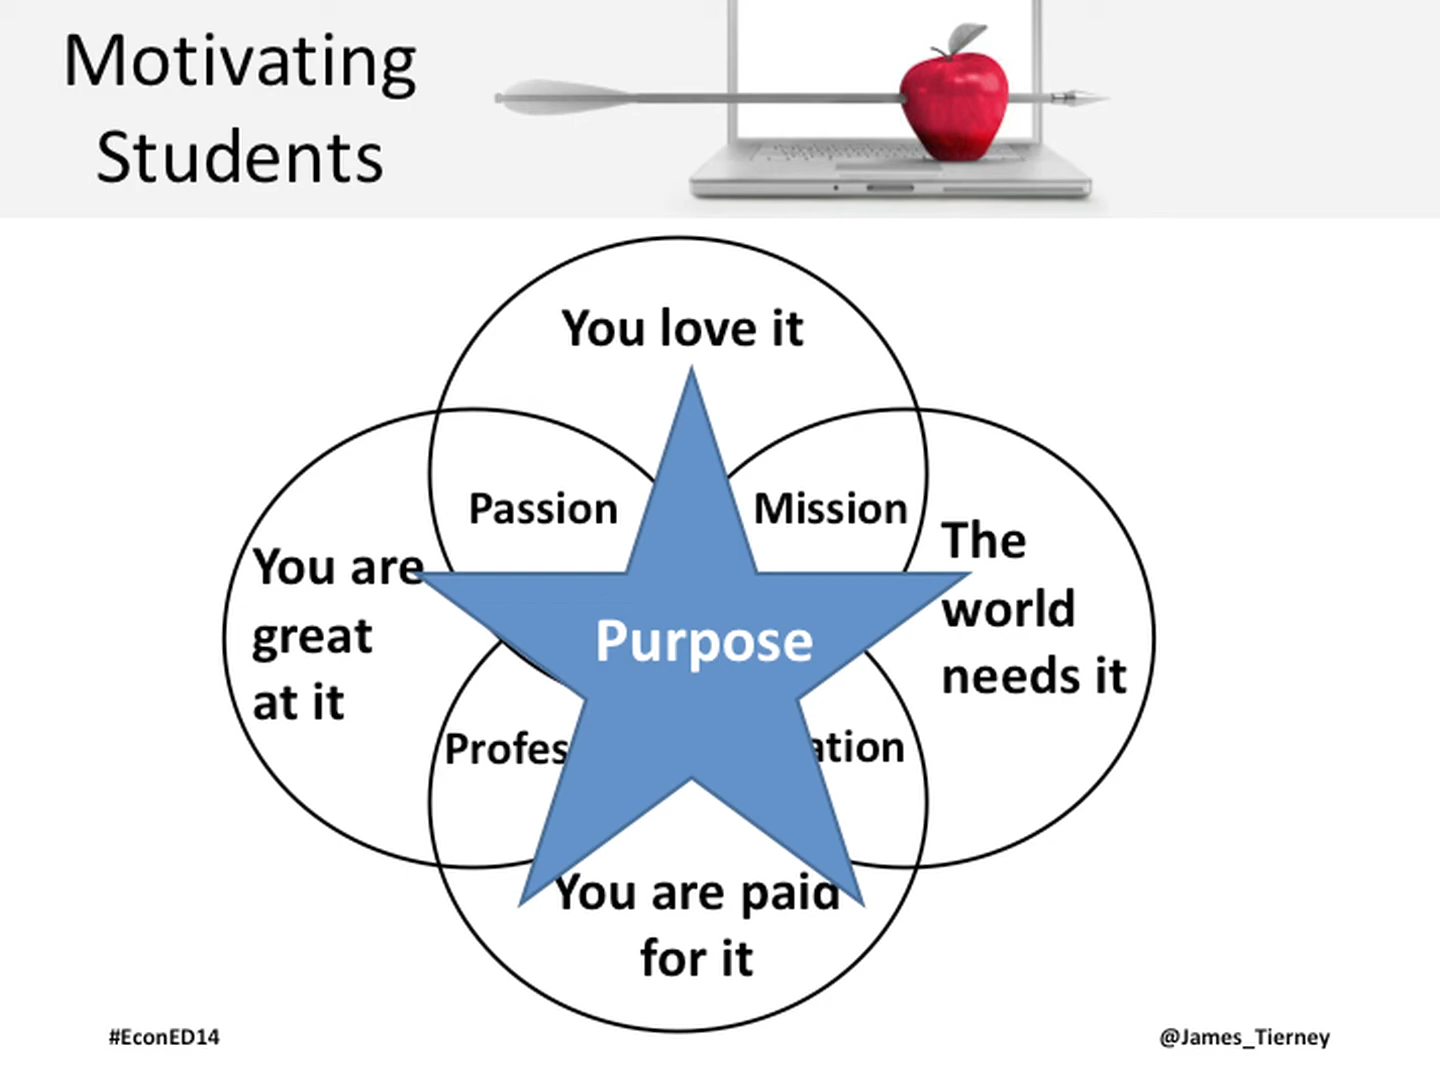 Motivating
Students
You love it
Passion
Mission
You are
great
at it
The
world
needs it
Purpose
Profes
ation
You are paid
for it
#EconED14
@James_Tierney